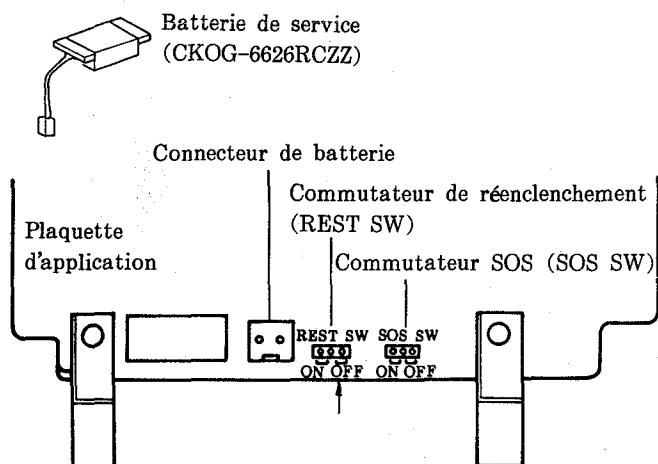 Batterie de service
(CKOG-6626RCZZ)
Connecteur de batterie
Commutateur de réenclenchement
(REST SW)
Plaquette
d'application
Commutateur SOS (SOS SW)
REST SW SOS SW
ON OFF ON OFF